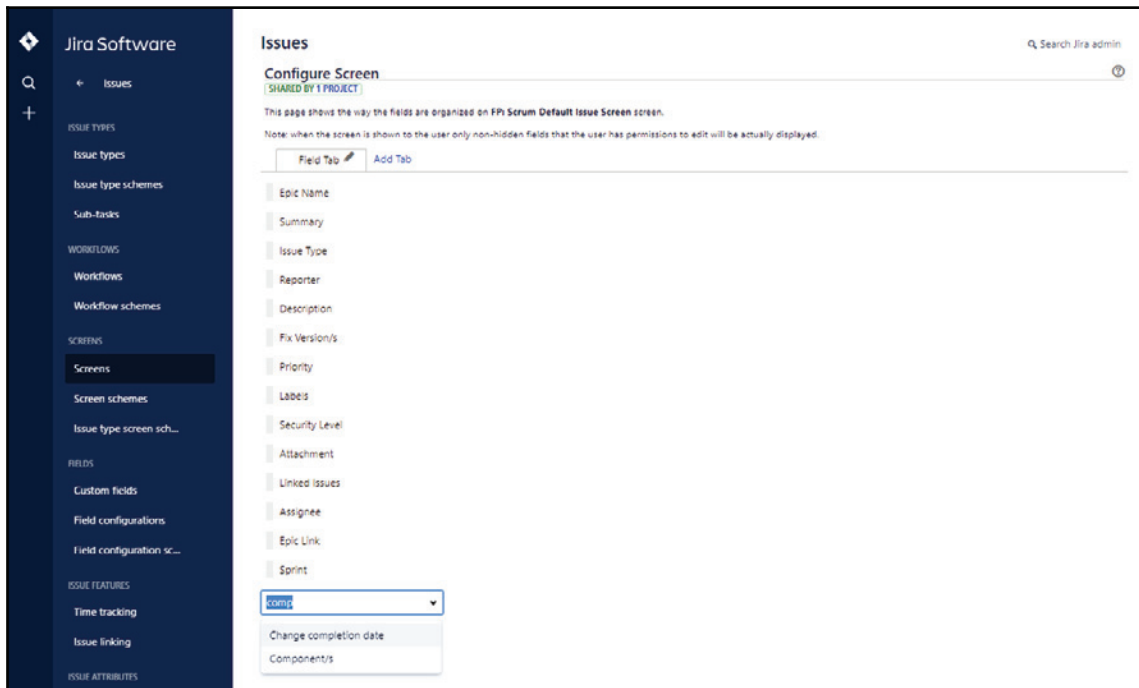 Jira Software
Issues
ISSUE TYPES
Issue types
Issue type schemes
Sub-tasks
WORKFLOWS
Workflows
Workflow schemes
SCREENS
Screens
Screen schemes
Issue type screen sch...
FIELDS
Custom fields
Field configurations
Field configuration sc...
ISSUE FEATURES
Time tracking
Issue linking
ISSUE ATTRIBUTES
Issues
Search Jira admin
Configure Screen
SHARED BY 1 PROJECT
This page shows the way the fields are organized on FP: Scrum Default Issue Screen screen.
Note: when the screen is shown to the user only non-hidden fields that the user has permissions to edit will be actually displayed.
Field Tab Add Tab
Epic Name
Summary
Issue Type
Reporter
Description
Fix Version/s
Priority
Labels
Security Level
Attachment
Linked Issues
Assignee
Epic Link
Sprint
comp
Change completion date
Component/s